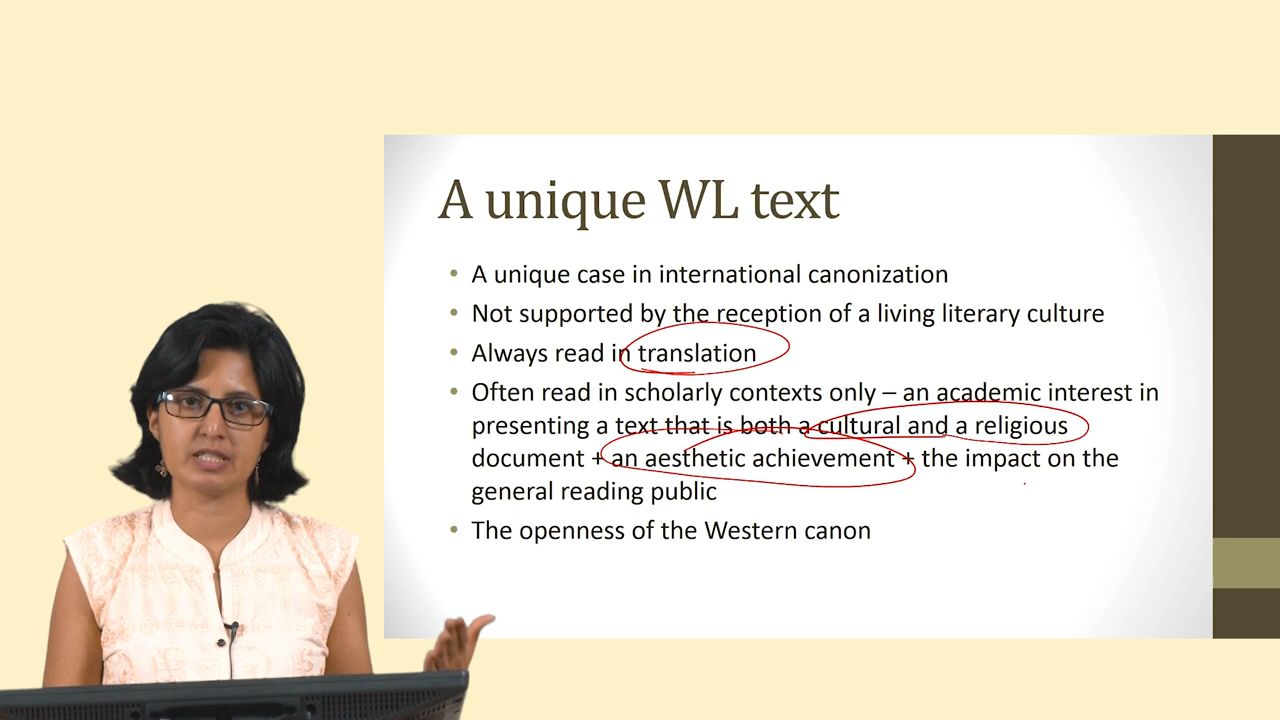 A unique WL text
• A unique case in international canonization
• Not supported by the reception of a living literary culture
• Always read in translation
• Often read in scholarly contexts only – an academic interest in
presenting a text that is both a cultural and a religious
document + an aesthetic achievement + the impact on the
general reading public
• The openness of the Western canon